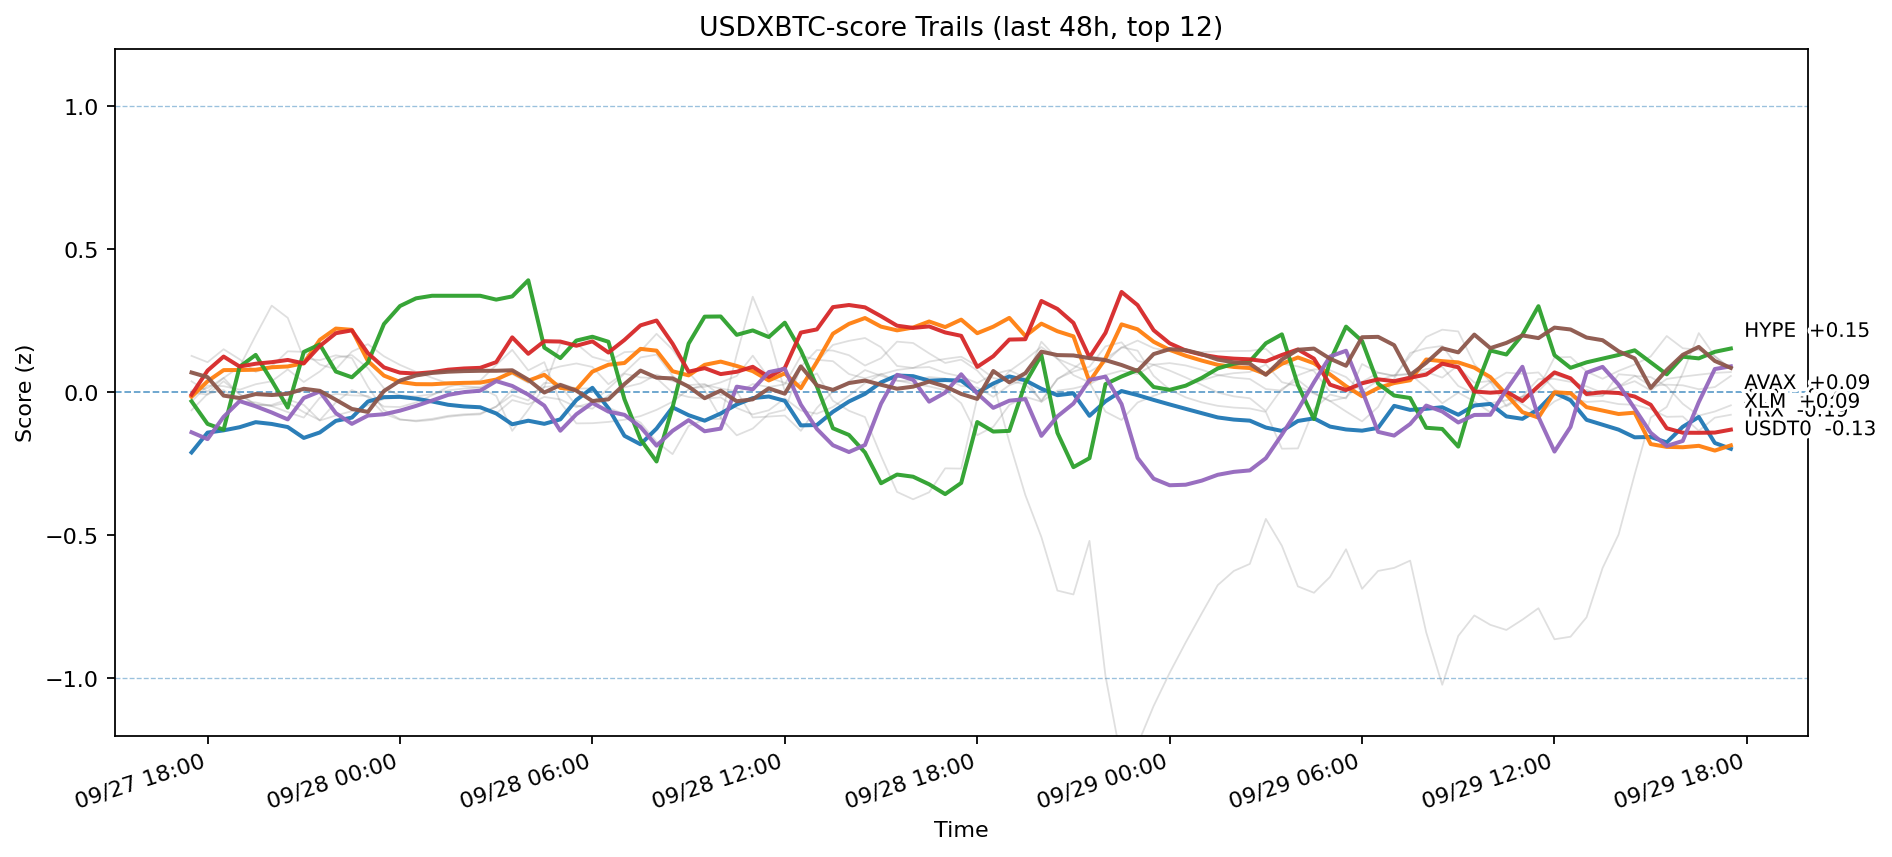 USDXBTC-score Trails (last 48h, top 12)
Score (z)
1.0
0.5
0.0
−0.5
−1.0
HYPE +0.15
AVAX +0.09
XLM +0.09
TRX -0.19
USDT0 -0.13
09/27 18:00
09/28 00:00
09/28 06:00
09/28 12:00
09/28 18:00
09/29 00:00
09/29 06:00
09/29 12:00
09/29 18:00
Time